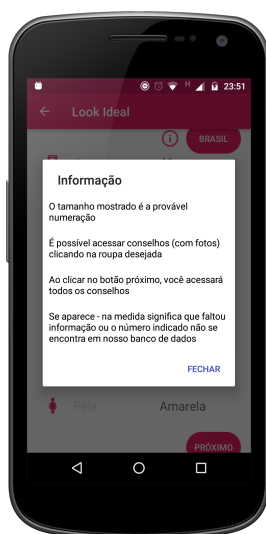 23:51
Look Ideal
BRASIL
Informação
O tamanho mostrado é a provável
numeração
É possível acessar conselhos (com fotos)
clicando na roupa desejada
Ao clicar no botão próximo, você acessará
todos os conselhos
Se aparece - na medida significa que faltou
informação ou o número indicado não se
encontra em nosso banco de dados
FECHAR
Pele Amarela
PRÓXIMO